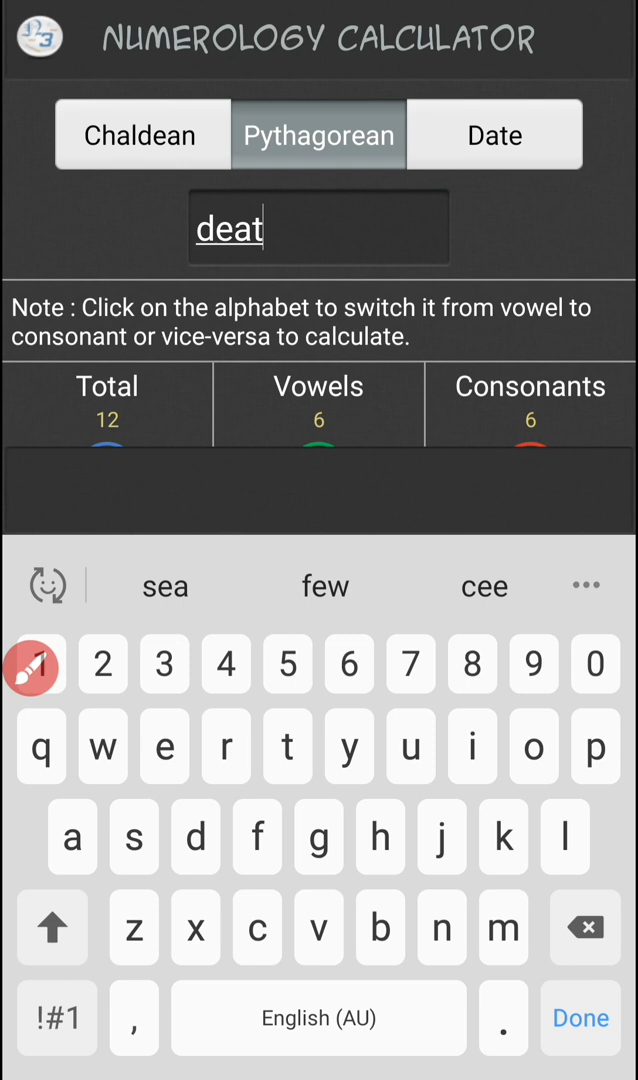 NUMEROLOGY CALCULATOR
Chaldean Pythagorean Date
deat
Note : Click on the alphabet to switch it from vowel to
consonant or vice-versa to calculate.
Total Vowels Consonants
12 6 6
sea few cee •••
1 2 3 4 5 6 7 8 9 0
q w e r t y u i o p
a s d f g h j k l
z x c v b n m
!#1 , English (AU) . Done